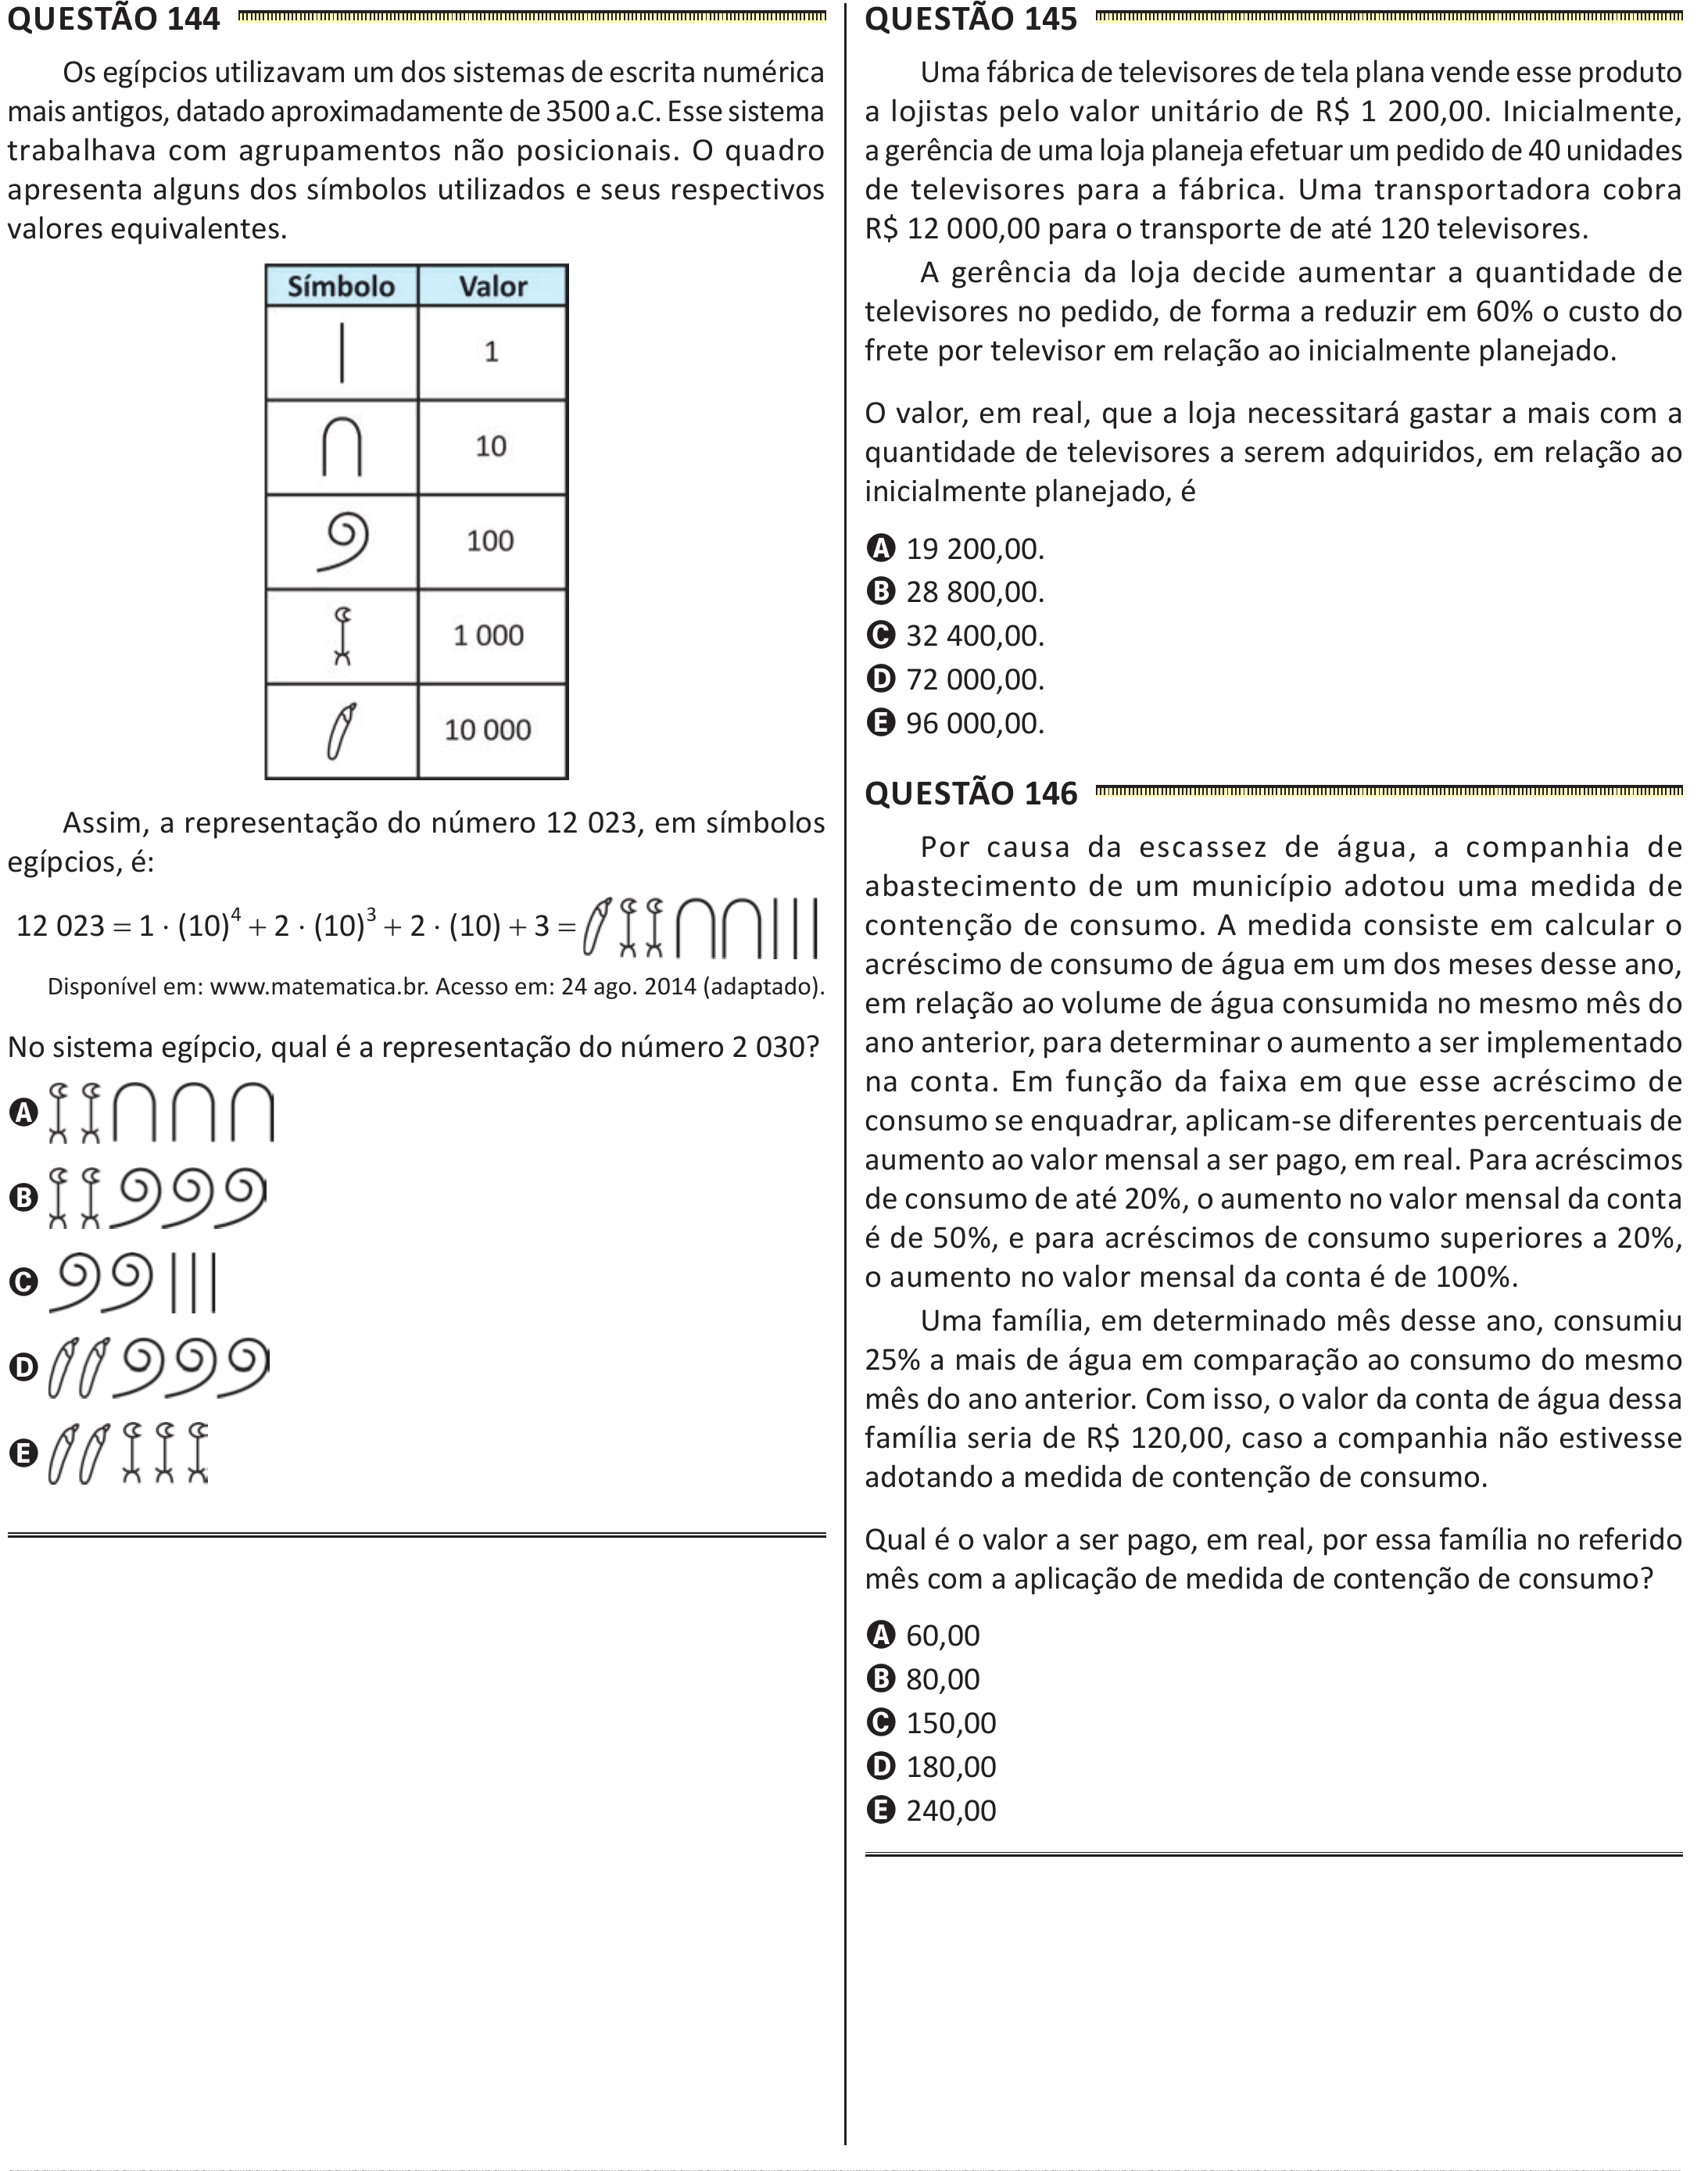 QUESTÃO 144
Os egípcios utilizavam um dos sistemas de escrita numérica
mais antigos, datado aproximadamente de 3500 a.C. Esse sistema
trabalhava com agrupamentos não posicionais. O quadro
apresenta alguns dos símbolos utilizados e seus respectivos
valores equivalentes.
Símbolo Valor
1
10
100
1 000
10 000
Assim, a representação do número 12 023, em símbolos
egípcios, é:
12 023 = 1 · (10)⁴ + 2 · (10)³ + 2 · (10) + 3 =
Disponível em: www.matematica.br. Acesso em: 24 ago. 2014 (adaptado).
No sistema egípcio, qual é a representação do número 2 030?
A
B
C
D
E
QUESTÃO 145
Uma fábrica de televisores de tela plana vende esse produto
a lojistas pelo valor unitário de R$ 1 200,00. Inicialmente,
a gerência de uma loja planeja efetuar um pedido de 40 unidades
de televisores para a fábrica. Uma transportadora cobra
R$ 12 000,00 para o transporte de até 120 televisores.
A gerência da loja decide aumentar a quantidade de
televisores no pedido, de forma a reduzir em 60% o custo do
frete por televisor em relação ao inicialmente planejado.
O valor, em real, que a loja necessitará gastar a mais com a
quantidade de televisores a serem adquiridos, em relação ao
inicialmente planejado, é
A 19 200,00.
B 28 800,00.
C 32 400,00.
D 72 000,00.
E 96 000,00.
QUESTÃO 146
Por causa da escassez de água, a companhia de
abastecimento de um município adotou uma medida de
contenção de consumo. A medida consiste em calcular o
acréscimo de consumo de água em um dos meses desse ano,
em relação ao volume de água consumida no mesmo mês do
ano anterior, para determinar o aumento a ser implementado
na conta. Em função da faixa em que esse acréscimo de
consumo se enquadrar, aplicam-se diferentes percentuais de
aumento ao valor mensal a ser pago, em real. Para acréscimos
de consumo de até 20%, o aumento no valor mensal da conta
é de 50%, e para acréscimos de consumo superiores a 20%,
o aumento no valor mensal da conta é de 100%.
Uma família, em determinado mês desse ano, consumiu
25% a mais de água em comparação ao consumo do mesmo
mês do ano anterior. Com isso, o valor da conta de água dessa
família seria de R$ 120,00, caso a companhia não estivesse
adotando a medida de contenção de consumo.
Qual é o valor a ser pago, em real, por essa família no referido
mês com a aplicação de medida de contenção de consumo?
A 60,00
B 80,00
C 150,00
D 180,00
E 240,00